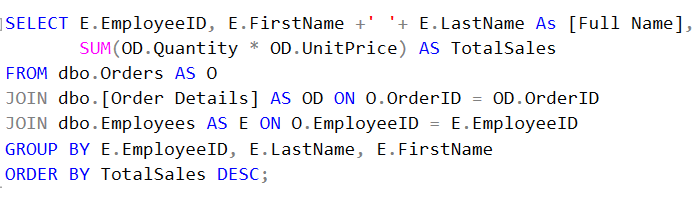 SELECT E.EmployeeID, E.FirstName +' '+ E.LastName As [Full Name],
SUM(OD.Quantity * OD.UnitPrice) AS TotalSales
FROM dbo.Orders AS O
JOIN dbo.[Order Details] AS OD ON O.OrderID = OD.OrderID
JOIN dbo.Employees AS E ON O.EmployeeID = E.EmployeeID
GROUP BY E.EmployeeID, E.LastName, E.FirstName
ORDER BY TotalSales DESC;